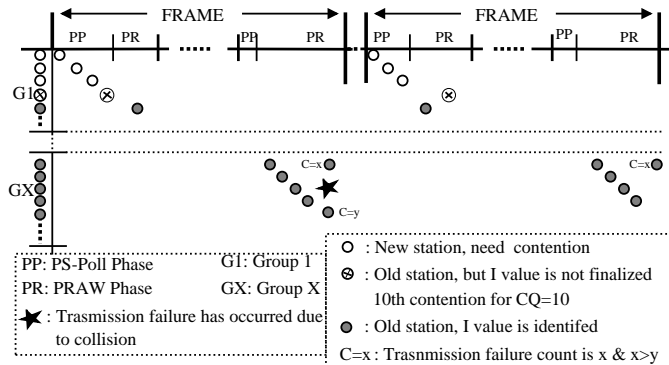 FRAME FRAME
PP PR PP PR PP PR PP PR
G1
C=x C=x
GX
C=y
PP: PS-Poll Phase G1: Group 1
PR: PRAW Phase GX: Group X
: Trasmission failure has occurred due
to collision
: New station, need contention
: Old station, but I value is not finalized
10th contention for CQ=10
: Old station, I value is identifed
C=x : Trasnmission failure count is x & x>y